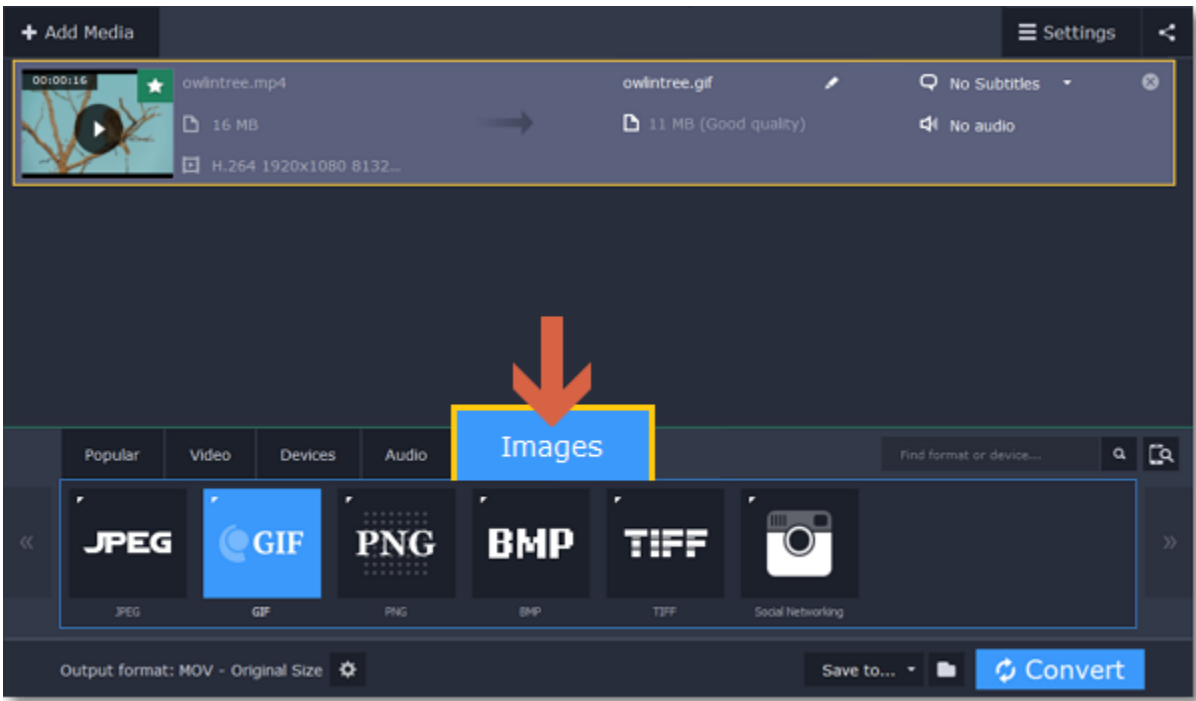 Add Media
Settings
00:00:16
owlintree.mp4
owlintree.gif
No Subtitles
16 MB
11 MB (Good quality)
No audio
H.264 1920x1080 8132...
Popular
Video
Devices
Audio
Images
Find format or device....
JPEG
GIF
PNG
BMP
TIFF
JPEG
GIF
PNG
BMP
TIFF
Social Networking
Output format: MOV - Original Size
Save to...
Convert